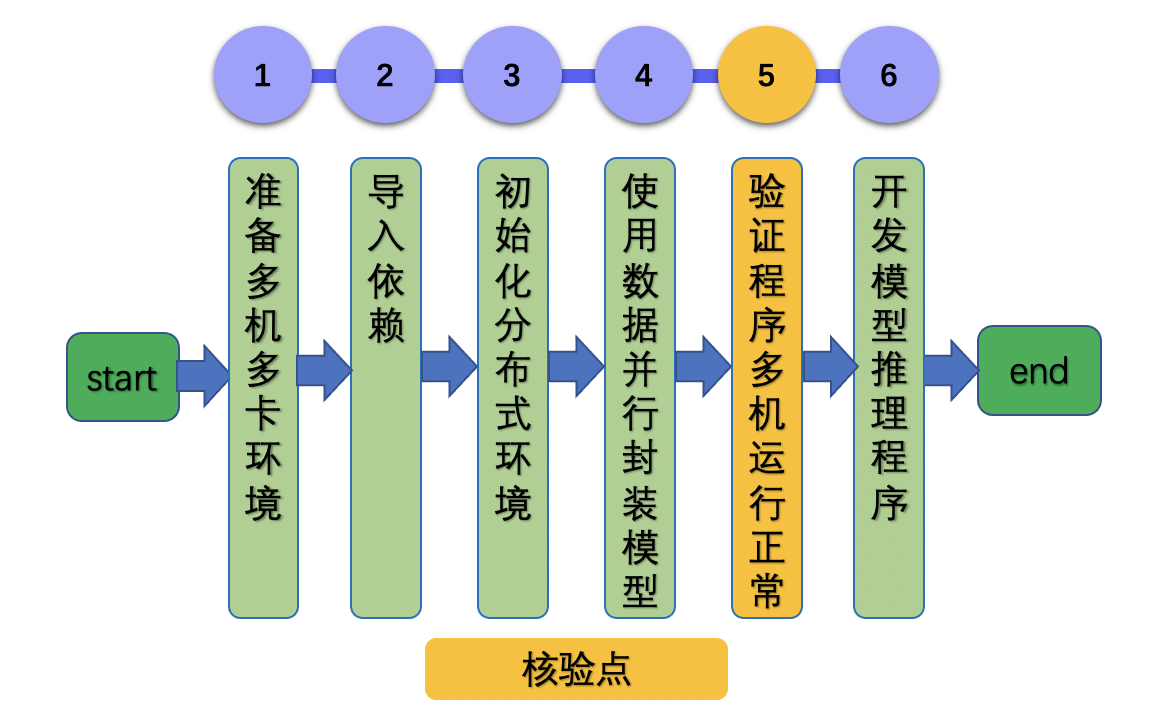 1
2
3
4
5
6
start
准备多机多卡环境
导入依赖
初始化分布式环境
使用数据并行封装模型
验证程序多机运行正常
开发模型推理程序
end
核验点